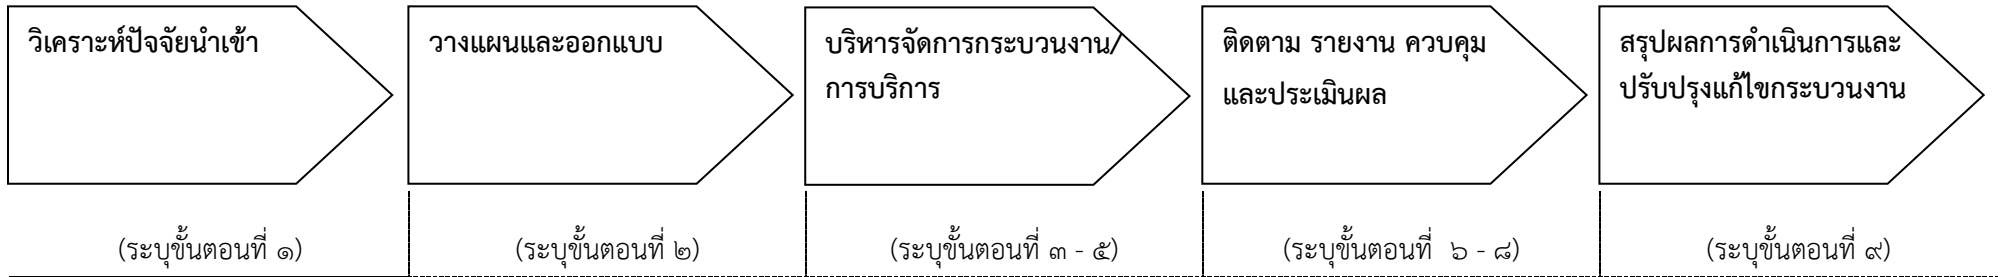 วิเคราะห์ปัจจัยนำเข้า
วางแผนและออกแบบ
บริหารจัดการกระบวนงาน/
การบริการ
ติดตาม รายงาน ควบคุม
และประเมินผล
สรุปผลการดำเนินการและ
ปรับปรุงแก้ไขกระบวนงาน
(ระบุขั้นตอนที่ ๑)
(ระบุขั้นตอนที่ ๒)
(ระบุขั้นตอนที่ ๓ - ๕)
(ระบุขั้นตอนที่ ๖ - ๘)
(ระบุขั้นตอนที่ ๙)